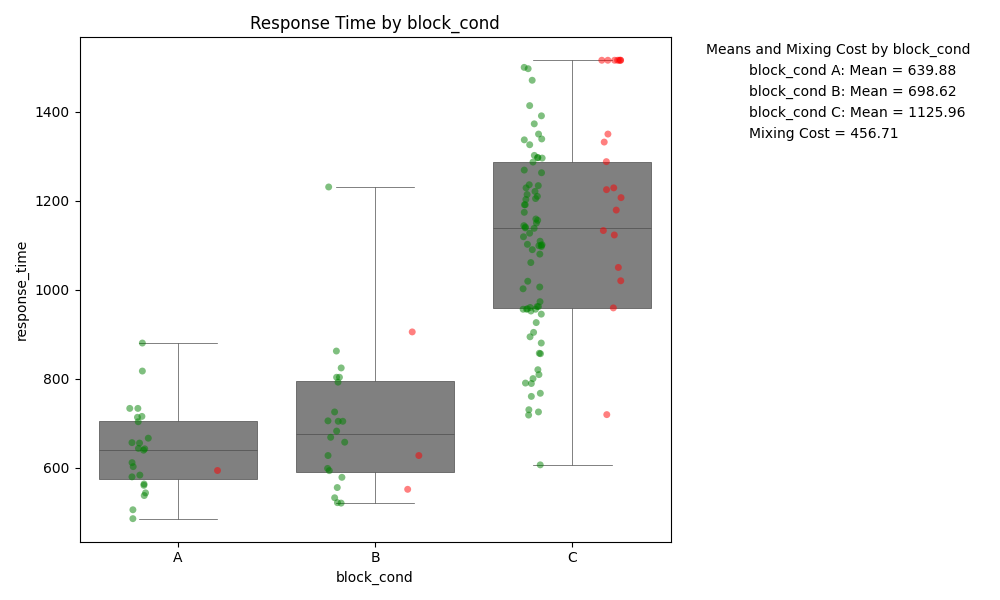 Response Time by block_cond
Means and Mixing Cost by block_cond
block_cond A: Mean = 639.88
block_cond B: Mean = 698.62
block_cond C: Mean = 1125.96
Mixing Cost = 456.71
response_time
1400
1200
1000
800
600
A B C
block_cond